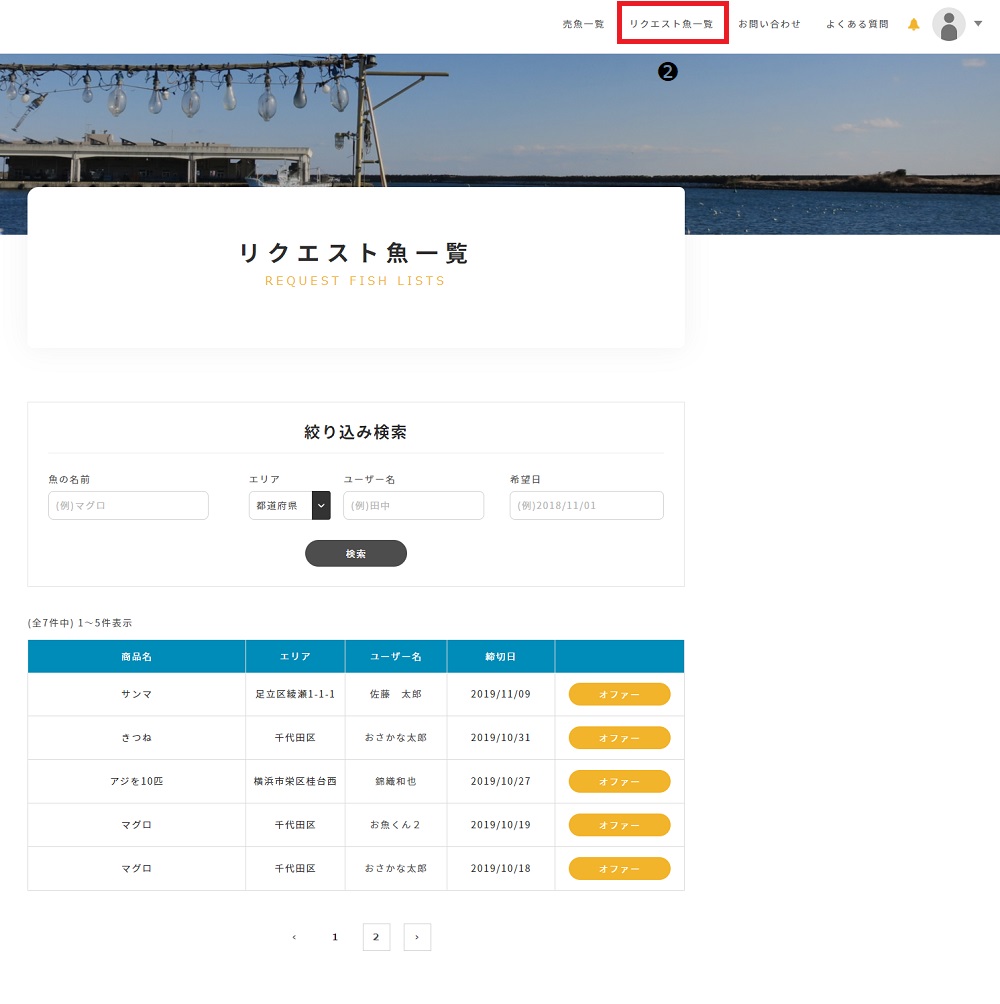 売魚一覧 リクエスト魚一覧 お問い合わせ よくある質問
❷
リクエスト魚一覧
REQUEST FISH LISTS
絞り込み検索
魚の名前 エリア ユーザー名 希望日
(例)マグロ 都道府県 (例)田中 (例)2018/11/01
検索
(全7件中) 1〜5件表示
商品名 エリア ユーザー名 締切日
サンマ 足立区綾瀬1-1-1 佐藤　太郎 2019/11/09 オファー
きつね 千代田区 おさかな太郎 2019/10/31 オファー
アジを10匹 横浜市栄区桂台西 錦織和也 2019/10/27 オファー
マグロ 千代田区 お魚くん２ 2019/10/19 オファー
マグロ 千代田区 おさかな太郎 2019/10/18 オファー
‹ 1 2 ›